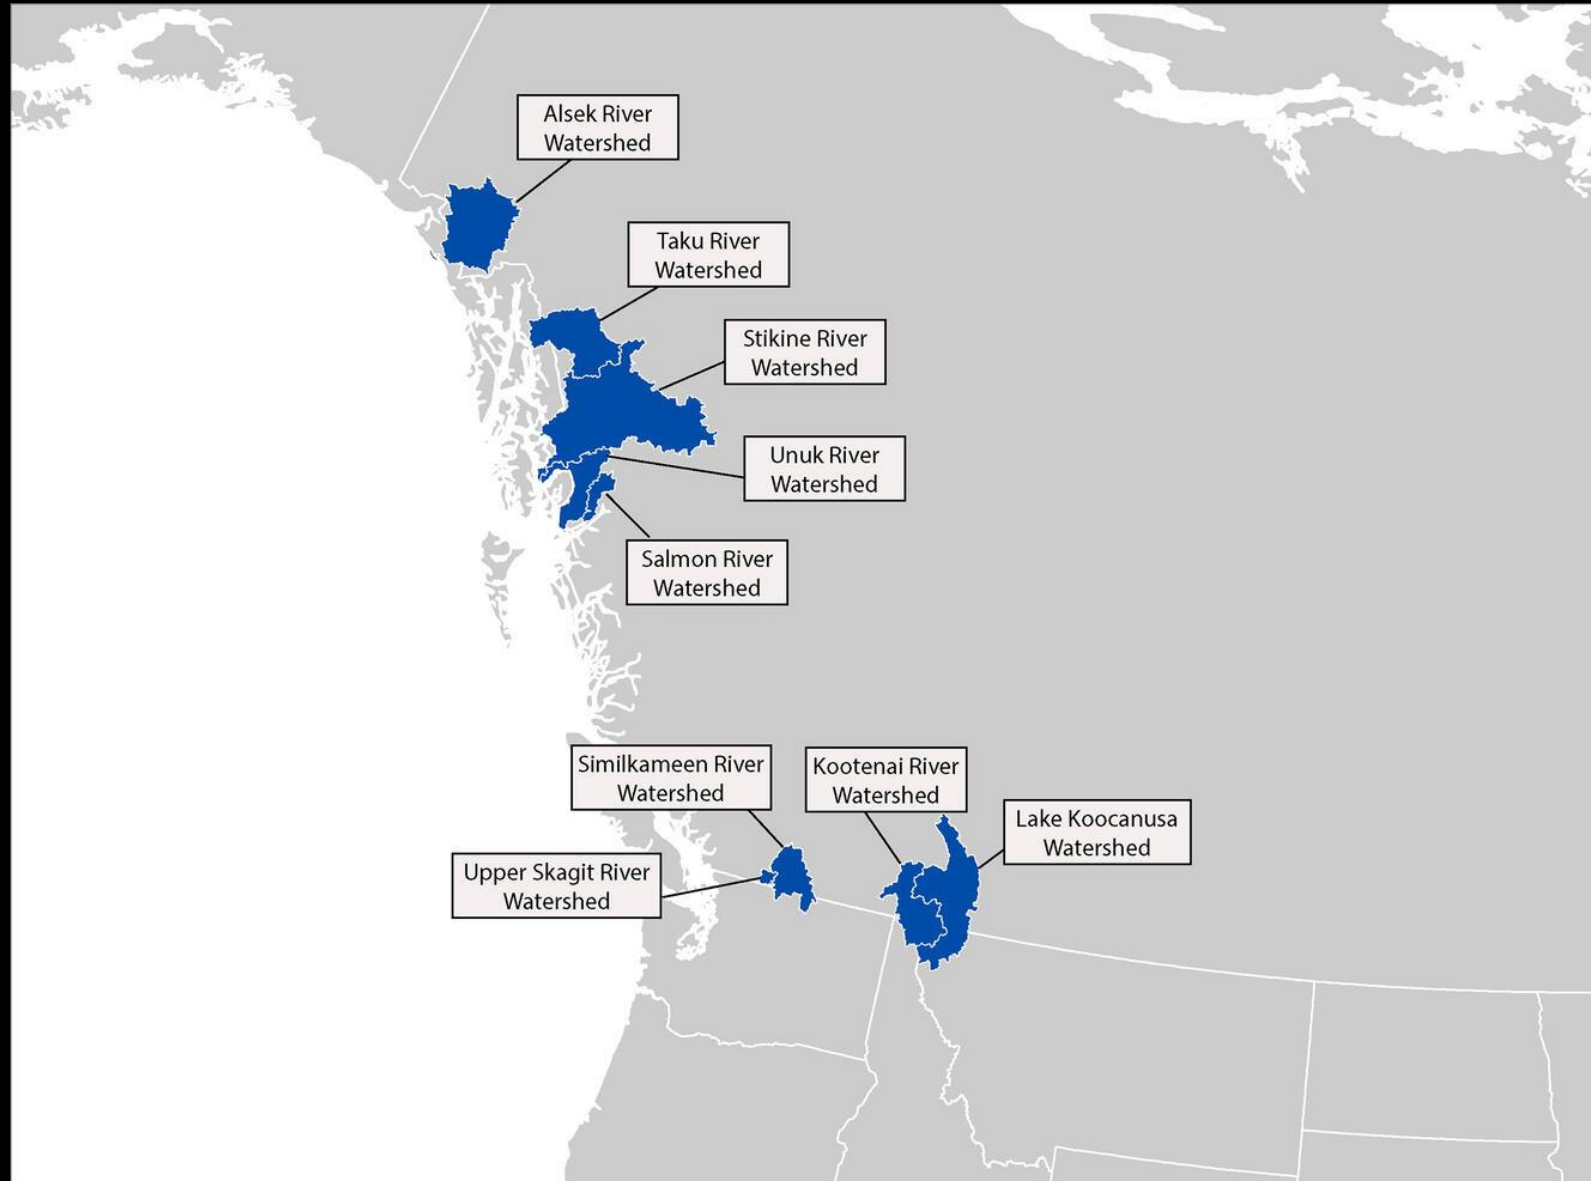 Alsek River
Watershed
Taku River
Watershed
Stikine River
Watershed
Unuk River
Watershed
Salmon River
Watershed
Similkameen River
Watershed
Kootenai River
Watershed
Lake Koocanusa
Watershed
Upper Skagit River
Watershed